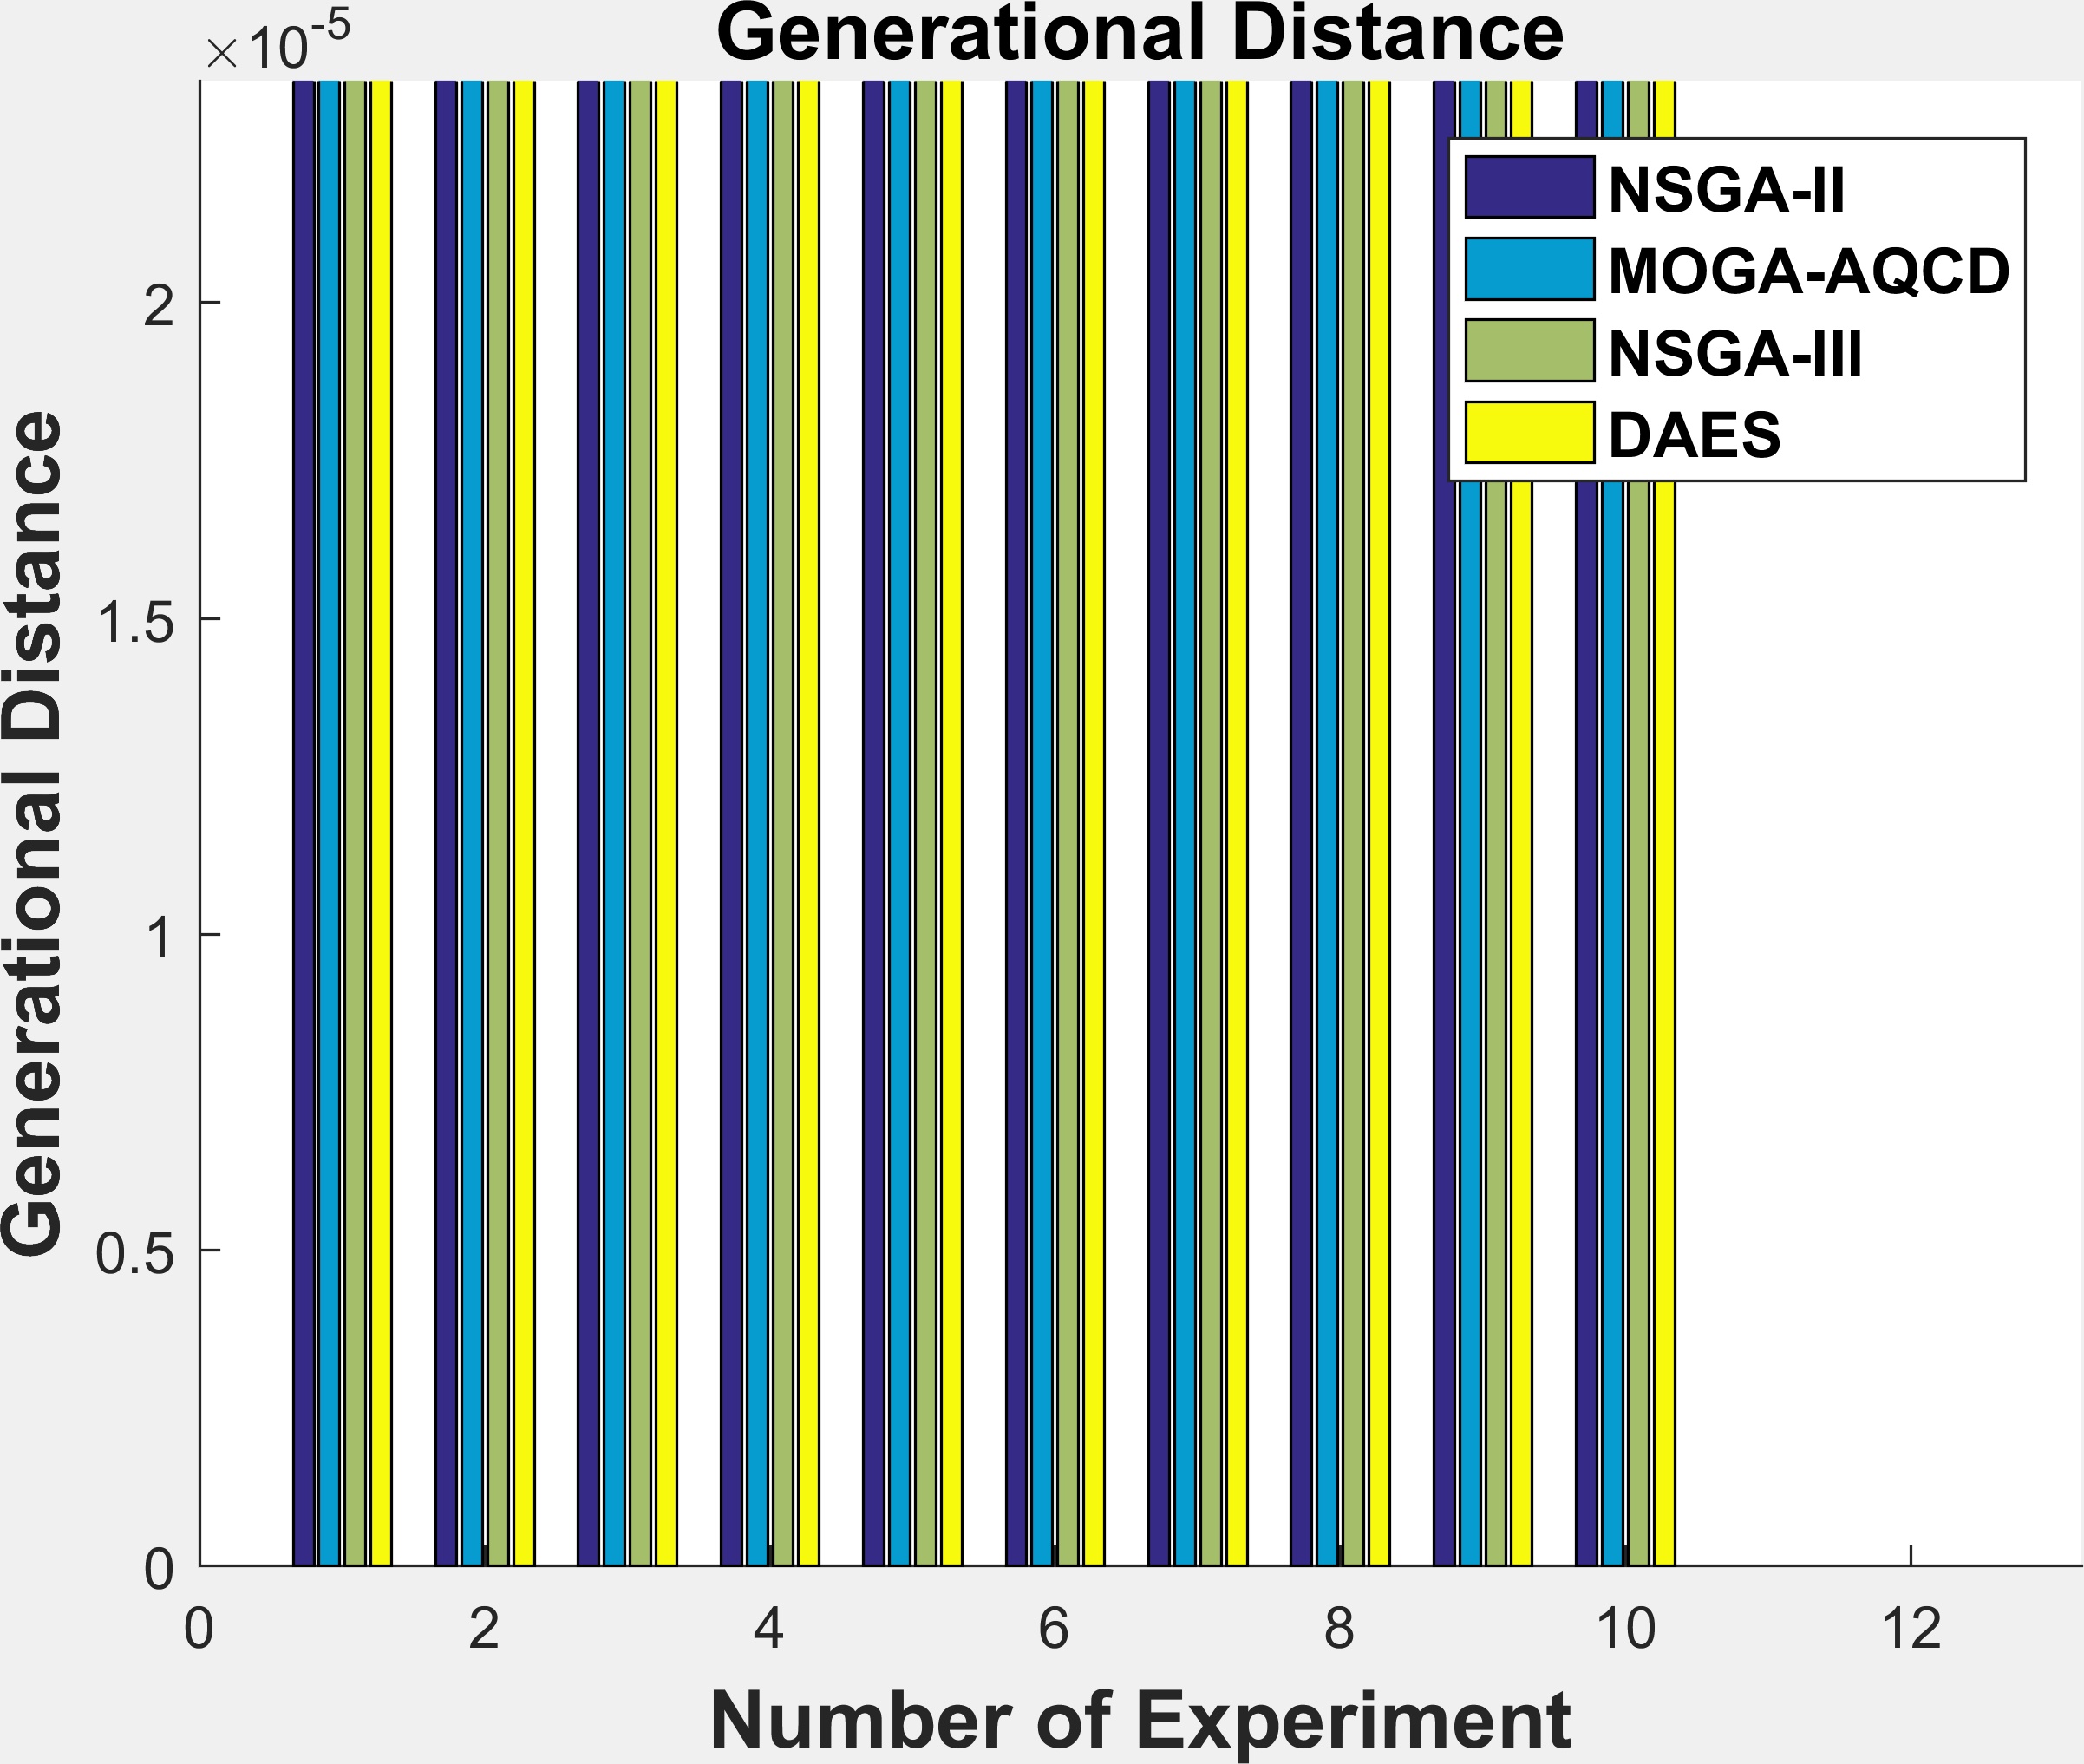 Generational Distance
×10-5
2
1.5
1
0.5
0
Generational Distance
NSGA-II
MOGA-AQCD
NSGA-III
DAES
0 2 4 6 8 10 12
Number of Experiment